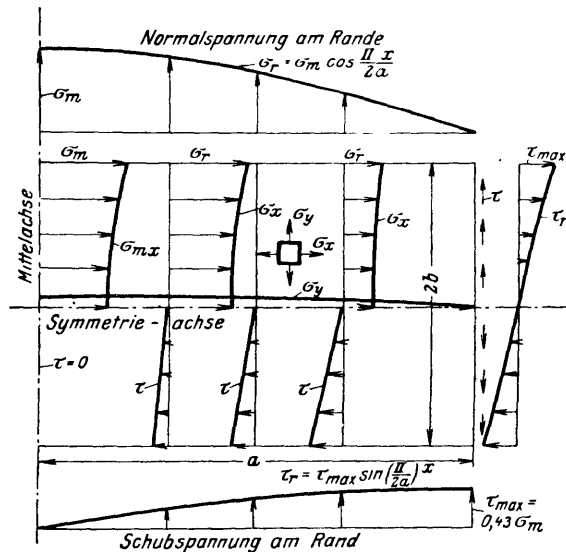 Normalspannung am Rande
σr = σm cos π/2 x/a
σm
σm
σr
σr
τmax
σx
σx
σy
σx
τ
τr
σmx
σy
2b
Mittelachse
Symmetrie-achse
τ=0
τ
τ
τ
a
τr = τmax sin(π/2a)x
τmax =
0,43 σm
Schubspannung am Rand